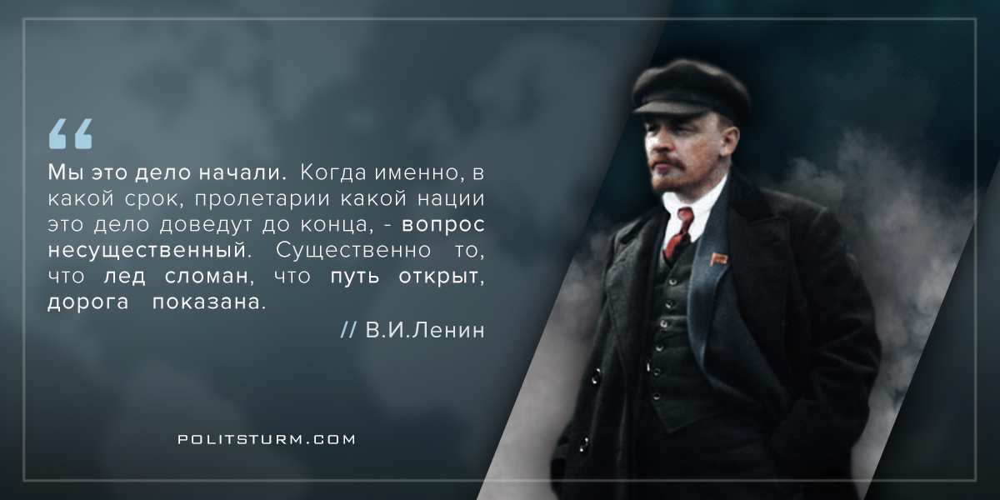 Мы это дело начали. Когда именно, в
какой срок, пролетарии какой нации
это дело доведут до конца, - вопрос
несущественный. Существенно то,
что лед сломан, что путь открыт,
дорога показана.
// В.И.Ленин
POLITSTURM.COM